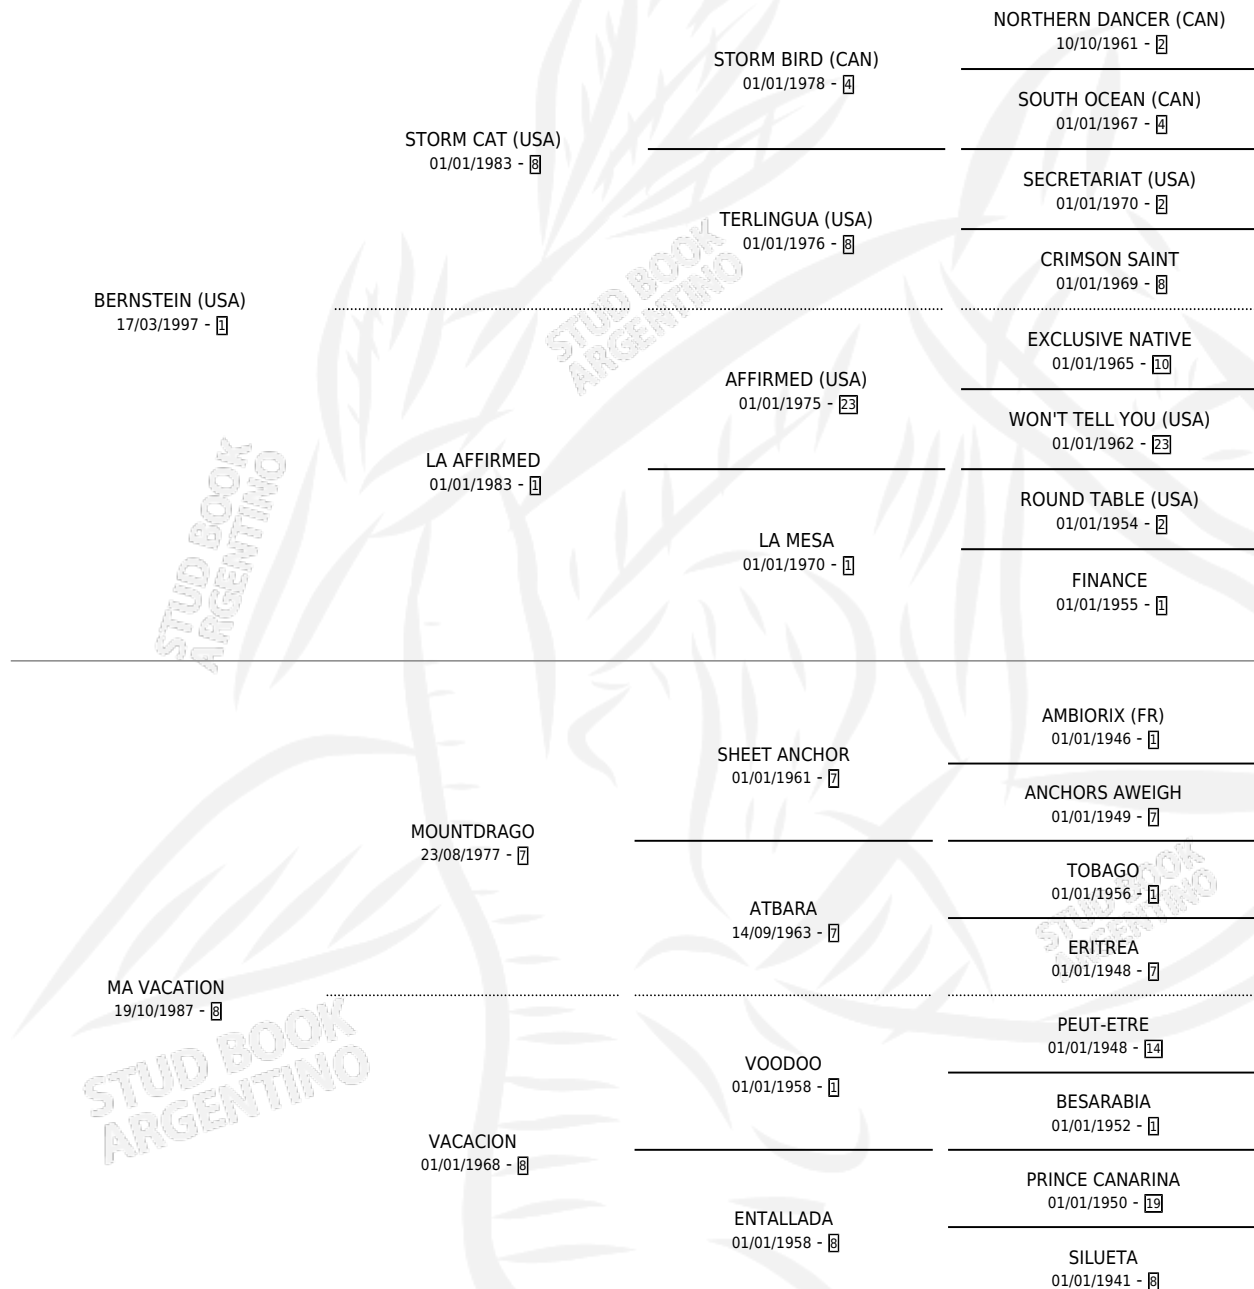 NORTHERN DANCER (CAN)
10/10/1961 - 2
STORM BIRD (CAN)
01/01/1978 - 4
SOUTH OCEAN (CAN)
01/01/1967 - 4
STORM CAT (USA)
01/01/1983 - 8
SECRETARIAT (USA)
01/01/1970 - 2
TERLINGUA (USA)
01/01/1976 - 8
CRIMSON SAINT
01/01/1969 - 8
BERNSTEIN (USA)
17/03/1997 - 1
EXCLUSIVE NATIVE
01/01/1965 - 10
AFFIRMED (USA)
01/01/1975 - 23
WON'T TELL YOU (USA)
01/01/1962 - 23
LA AFFIRMED
01/01/1983 - 1
ROUND TABLE (USA)
01/01/1954 - 2
LA MESA
01/01/1970 - 1
FINANCE
01/01/1955 - 1
AMBIORIX (FR)
01/01/1946 - 1
SHEET ANCHOR
01/01/1961 - 7
ANCHORS AWEIGH
01/01/1949 - 7
MOUNTDRAGO
23/08/1977 - 7
TOBAGO
01/01/1956 - 1
ATBARA
14/09/1963 - 7
ERITREA
01/01/1948 - 7
MA VACATION
19/10/1987 - 8
PEUT-ETRE
01/01/1948 - 14
VOODOO
01/01/1958 - 1
BESARABIA
01/01/1952 - 1
VACACION
01/01/1968 - 8
PRINCE CANARINA
01/01/1950 - 19
ENTALLADA
01/01/1958 - 8
SILUETA
01/01/1941 - 8
STUD BOOK
ARGENTINO
STUD BOOK
ARGENTINO
STUD BOOK
ARGENTINO
STUD BOOK
ARGENTINO